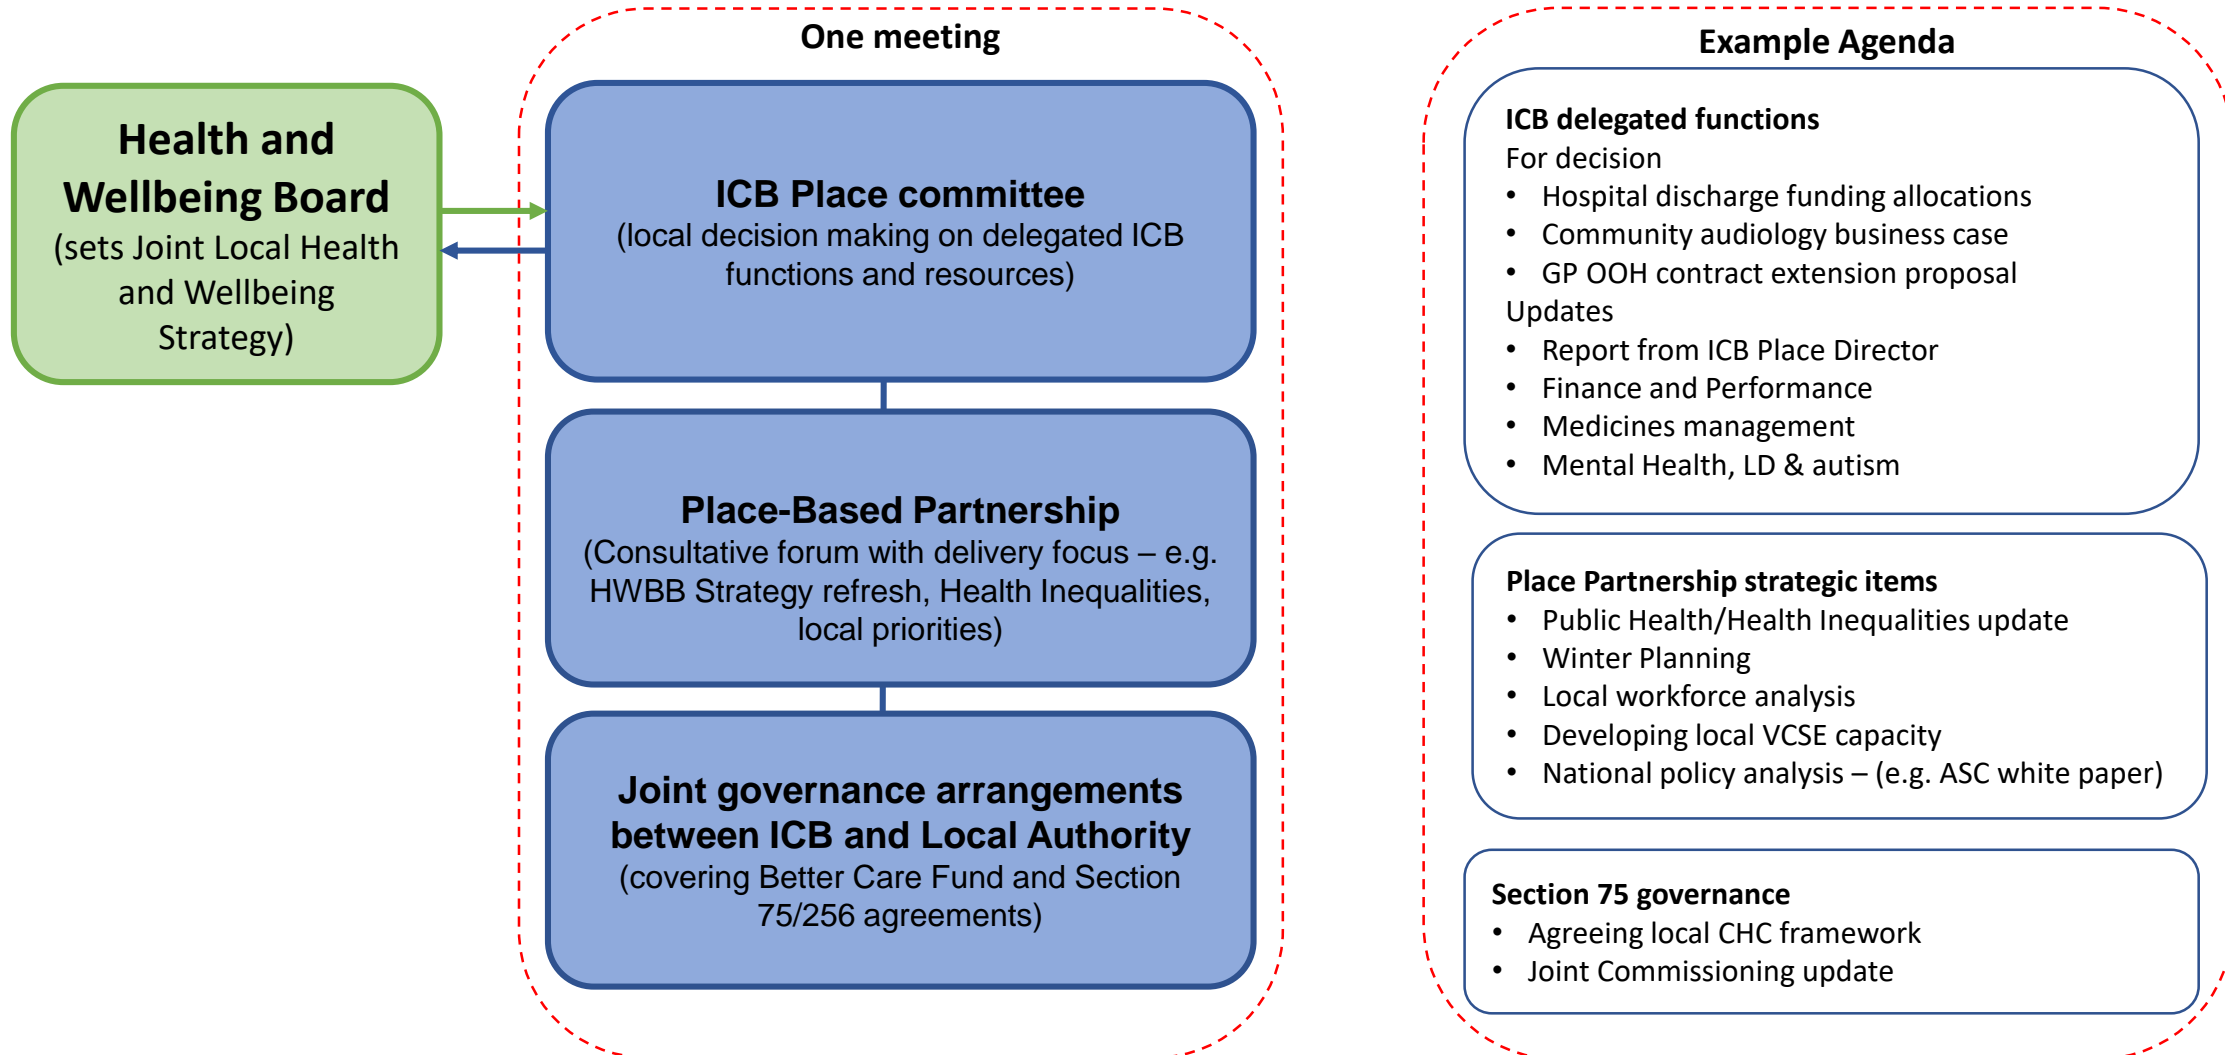 Health and
Wellbeing Board
(sets Joint Local Health
and Wellbeing
Strategy)
One meeting
ICB Place committee
(local decision making on delegated ICB
functions and resources)
Place-Based Partnership
(Consultative forum with delivery focus – e.g.
HWBB Strategy refresh, Health Inequalities,
local priorities)
Joint governance arrangements
between ICB and Local Authority
(covering Better Care Fund and Section
75/256 agreements)
Example Agenda
ICB delegated functions
For decision
• Hospital discharge funding allocations
• Community audiology business case
• GP OOH contract extension proposal
Updates
• Report from ICB Place Director
• Finance and Performance
• Medicines management
• Mental Health, LD & autism
Place Partnership strategic items
• Public Health/Health Inequalities update
• Winter Planning
• Local workforce analysis
• Developing local VCSE capacity
• National policy analysis – (e.g. ASC white paper)
Section 75 governance
• Agreeing local CHC framework
• Joint Commissioning update